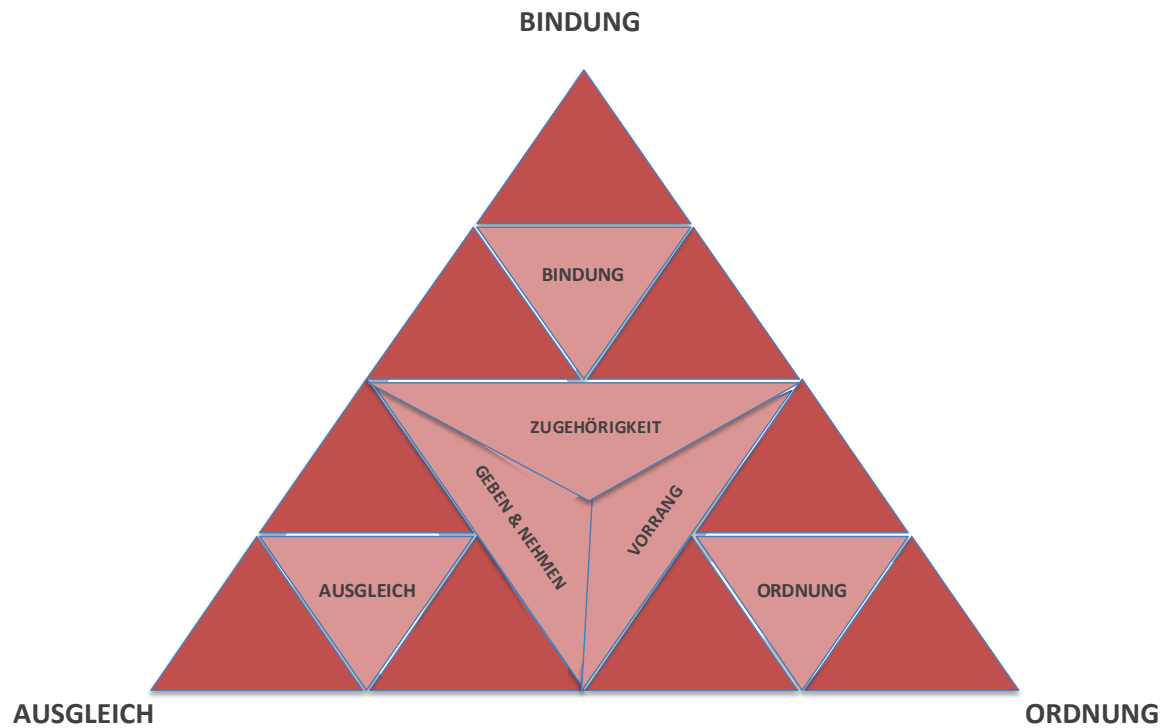 BINDUNG
BINDUNG
ZUGEHÖRIGKEIT
GEBEN & NEHMEN
VORRANG
AUSGLEICH
ORDNUNG
AUSGLEICH
ORDNUNG